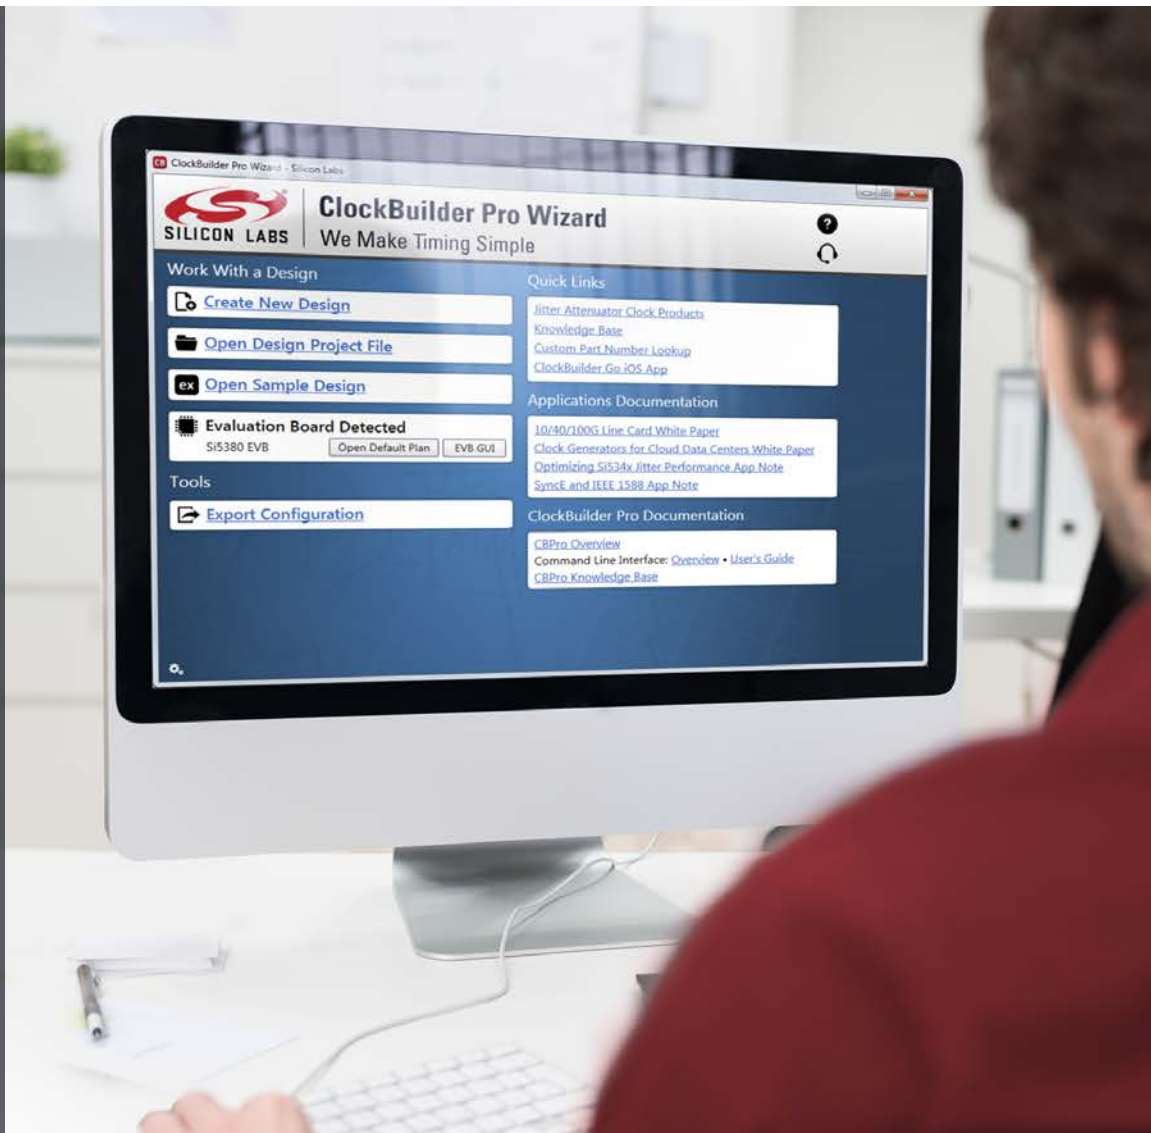 CB ClockBuilder Pro Wizard - Silicon Labs
SILICON LABS
ClockBuilder Pro Wizard
We Make Timing Simple
?
Work With a Design
Create New Design
Open Design Project File
ex Open Sample Design
Evaluation Board Detected
Si5380 EVB
Open Default Plan
EVB GUI
Tools
Export Configuration
Quick Links
Jitter Attenuator Clock Products
Knowledge Base
Custom Part Number Lookup
ClockBuilder Go iOS App
Applications Documentation
10/40/100G Line Card White Paper
Clock Generators for Cloud Data Centers White Paper
Optimizing Si534x Jitter Performance App Note
SyncE and IEEE 1588 App Note
ClockBuilder Pro Documentation
CBPro Overview
Command Line Interface: Overview • User's Guide
CBPro Knowledge Base